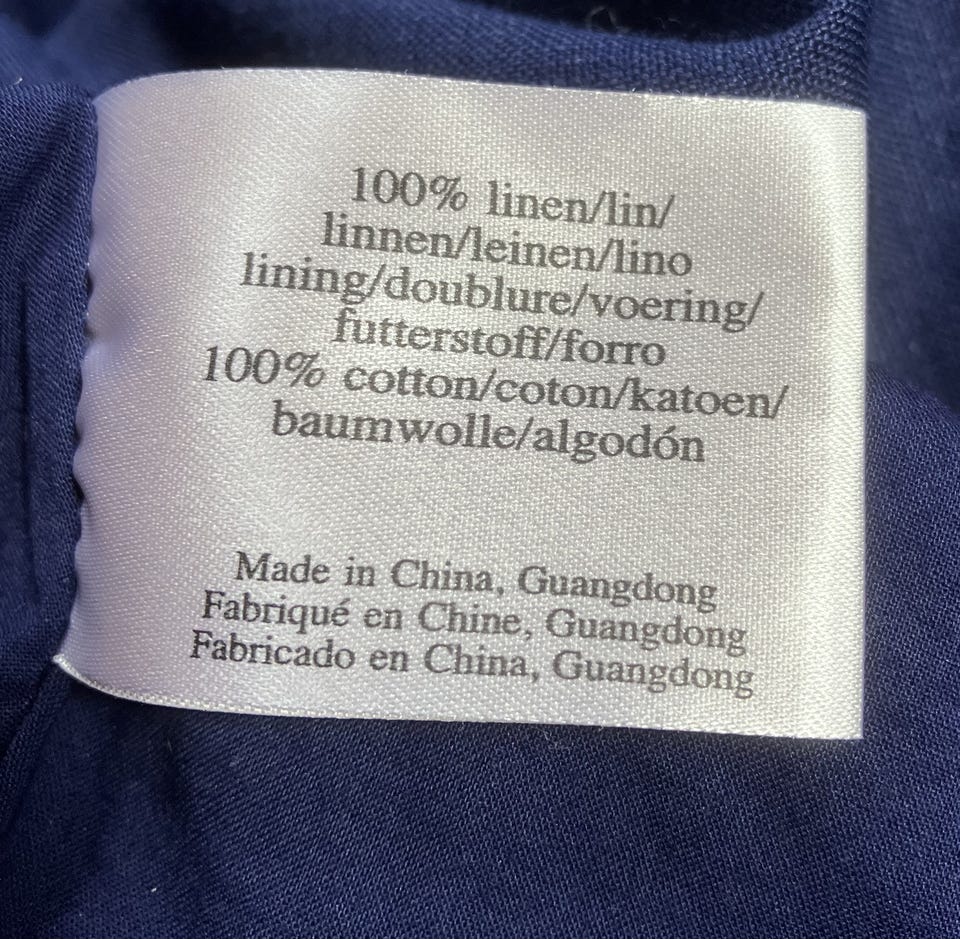 100% linen/lin/
linnen/leinen/lino
lining/doublure/voering/
futterstoff/forro
100% cotton/coton/katoen/
baumwolle/algodón
Made in China, Guangdong
Fabriqué en Chine, Guangdong
Fabricado en China, Guangdong